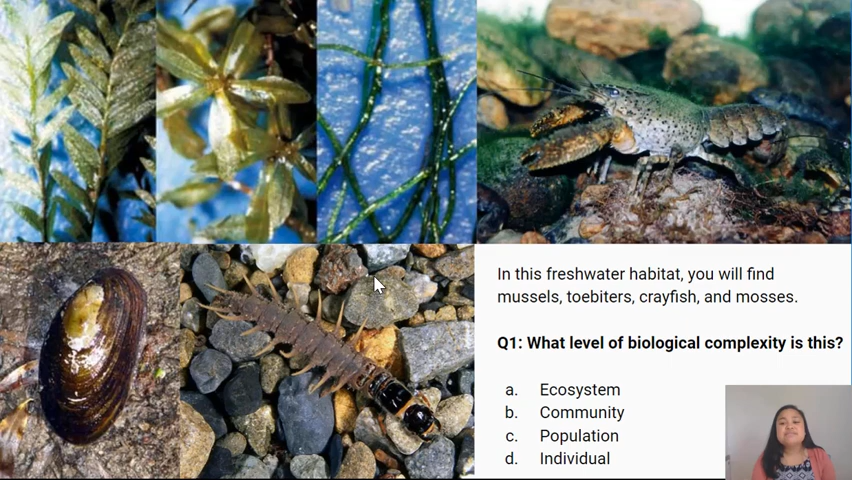 In this freshwater habitat, you will find
mussels, toebiters, crayfish, and mosses.
Q1: What level of biological complexity is this?
a. Ecosystem
b. Community
c. Population
d. Individual